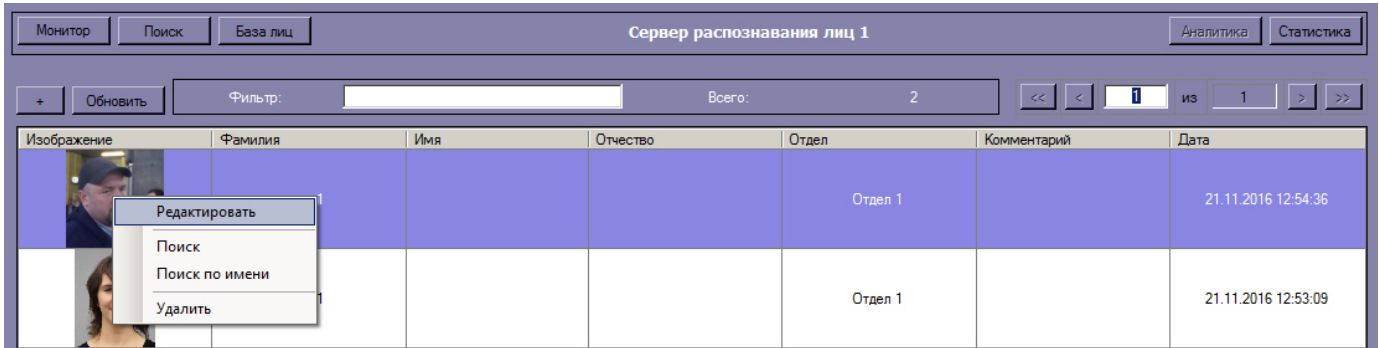 Монитор Поиск База лиц Сервер распознавания лиц 1 Аналитика Статистика
+ Обновить Фильтр: Всего: 2 << < 1 из 1 > >>
Изображение Фамилия Имя Отчество Отдел Комментарий Дата
1 Отдел 1 21.11.2016 12:54:36
Редактировать
Поиск
Поиск по имени
1 Отдел 1 21.11.2016 12:53:09
Удалить